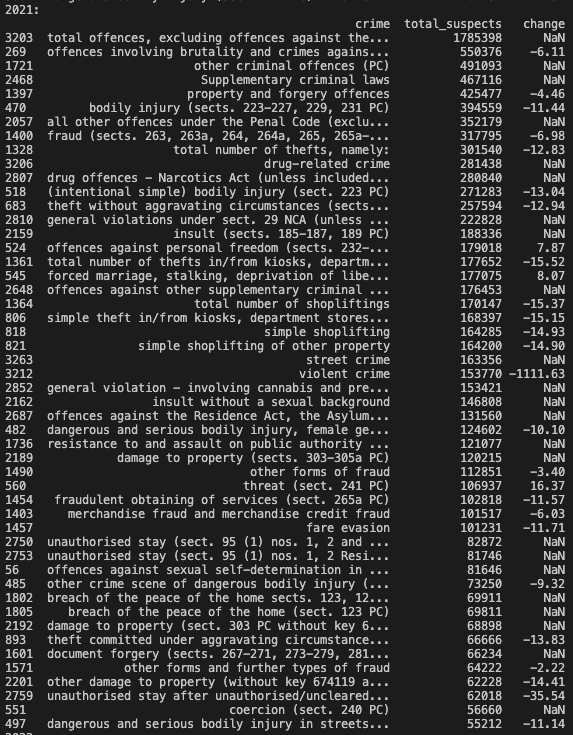 2021:
crime total_suspects change
3203 total offences, excluding offences against the... 1785398 NaN
269 offences involving brutality and crimes agains... 550376 -6.11
1721 other criminal offences (PC) 491093 NaN
2468 Supplementary criminal laws 467116 NaN
1397 property and forgery offences 425477 -4.46
470 bodily injury (sects. 223-227, 229, 231 PC) 394559 -11.44
2057 all other offences under the Penal Code (exclu... 352179 NaN
1400 fraud (sects. 263, 263a, 264, 264a, 265, 265a-... 317795 -6.98
1328 total number of thefts, namely: 301540 -12.83
3206 drug-related crime 281438 NaN
2807 drug offences - Narcotics Act (unless included... 280840 NaN
518 (intentional simple) bodily injury (sect. 223 PC) 271283 -13.04
683 theft without aggravating circumstances (sects... 257594 -12.94
2810 general violations under sect. 29 NCA (unless ... 222828 NaN
2159 insult (sects. 185-187, 189 PC) 188336 NaN
524 offences against personal freedom (sects. 232-... 179018 7.87
1361 total number of thefts in/from kiosks, departm... 177652 -15.52
545 forced marriage, stalking, deprivation of libe... 177075 8.07
2648 offences against other supplementary criminal ... 176453 NaN
1364 total number of shopliftings 170147 -15.37
806 simple theft in/from kiosks, department stores... 168397 -15.15
818 simple shoplifting 164285 -14.93
821 simple shoplifting of other property 164200 -14.90
3263 street crime 163356 NaN
3212 violent crime 153770 -1111.63
2852 general violation - involving cannabis and pre... 153421 NaN
2162 insult without a sexual background 146808 NaN
2687 offences against the Residence Act, the Asylum... 131560 NaN
482 dangerous and serious bodily injury, female ge... 124602 -10.10
1736 resistance to and assault on public authority ... 121077 NaN
2189 damage to property (sects. 303-305a PC) 120215 NaN
1490 other forms of fraud 112851 -3.40
560 threat (sect. 241 PC) 106937 16.37
1454 fraudulent obtaining of services (sect. 265a PC) 102818 -11.57
1403 merchandise fraud and merchandise credit fraud 101517 -6.03
1457 fare evasion 101231 -11.71
2750 unauthorised stay (sect. 95 (1) nos. 1, 2 and ... 82872 NaN
2753 unauthorised stay (sect. 95 (1) nos. 1, 2 Resi... 81746 NaN
56 offences against sexual self-determination in ... 81646 NaN
485 other crime scene of dangerous bodily injury (... 73250 -9.32
1802 breach of the peace of the home sects. 123, 12... 69911 NaN
1805 breach of the peace of the home (sect. 123 PC) 69811 NaN
2192 damage to property (sect. 303 PC without key 6... 68898 NaN
893 theft committed under aggravating circumstance... 66666 -13.83
1601 document forgery (sects. 267-271, 273-279, 281... 66234 NaN
1571 other forms and further types of fraud 64222 -2.22
2201 other damage to property (without key 674119 a... 62228 -14.41
2759 unauthorised stay after unauthorised/uncleared... 62018 -35.54
551 coercion (sect. 240 PC) 56660 NaN
497 dangerous and serious bodily injury in streets... 55212 -11.14